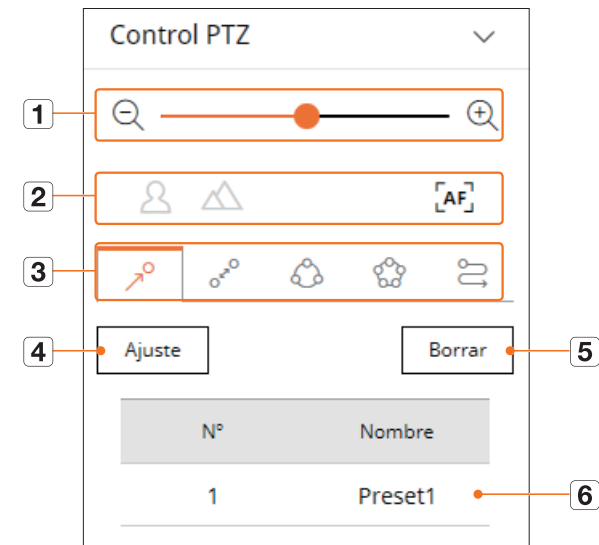 Control PTZ
1
2
AF
3
4 Ajuste Borrar 5
Nº Nombre
1 Preset1 6